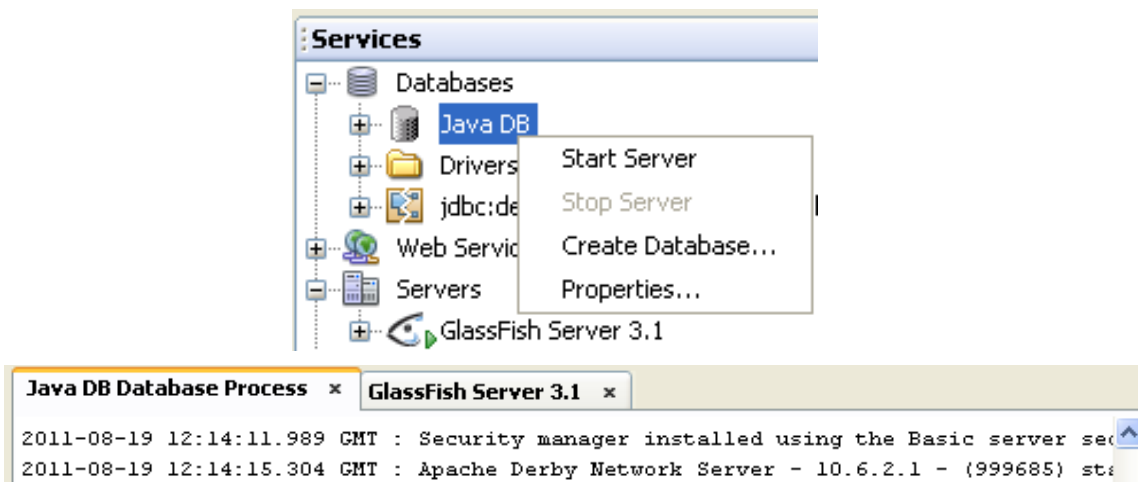 Services
Databases
Java DB
Drivers
jdbc:de
Web Servic
Servers
GlassFish Server 3.1
Start Server
Stop Server
Create Database...
Properties...
Java DB Database Process × GlassFish Server 3.1 ×
2011-08-19 12:14:11.989 GMT : Security manager installed using the Basic server sec
2011-08-19 12:14:15.304 GMT : Apache Derby Network Server - 10.6.2.1 - (999685) sta